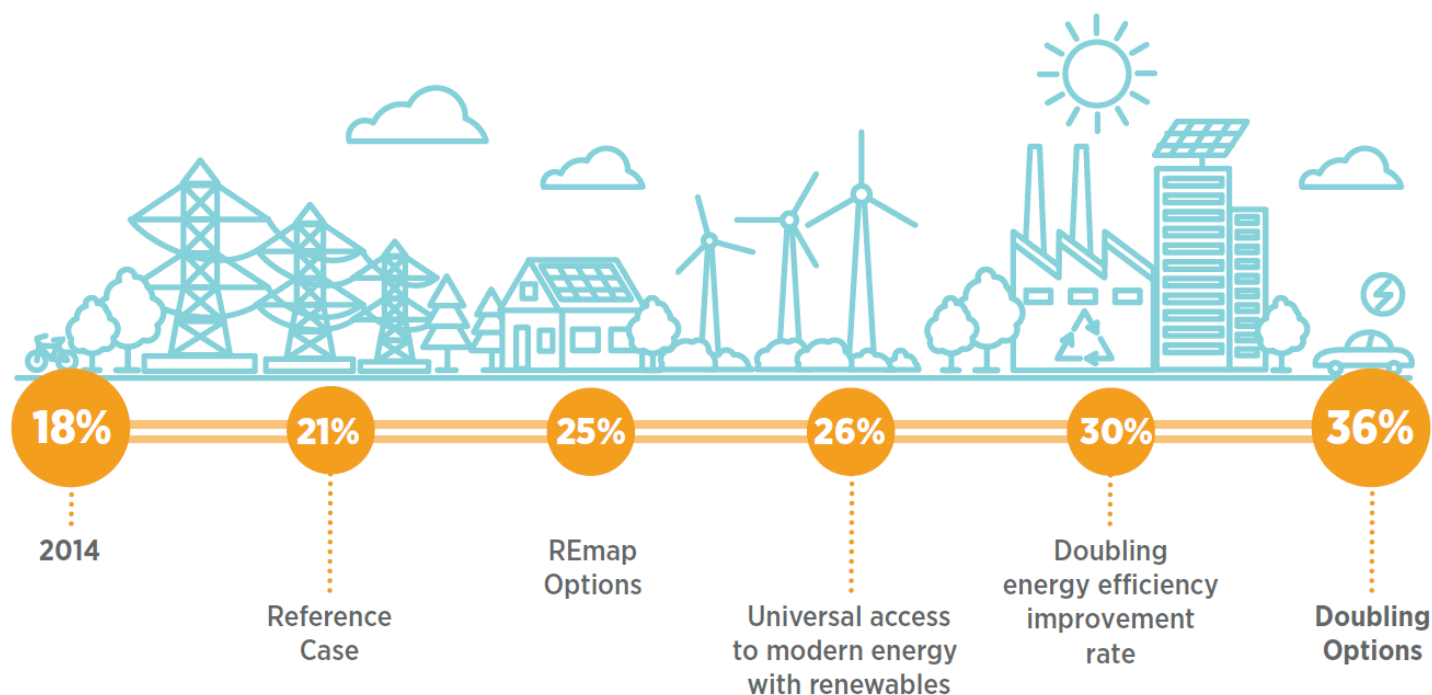 18%
21%
25%
26%
30%
36%
2014
Reference
Case
REmap
Options
Universal access
to modern energy
with renewables
Doubling
energy efficiency
improvement
rate
Doubling
Options